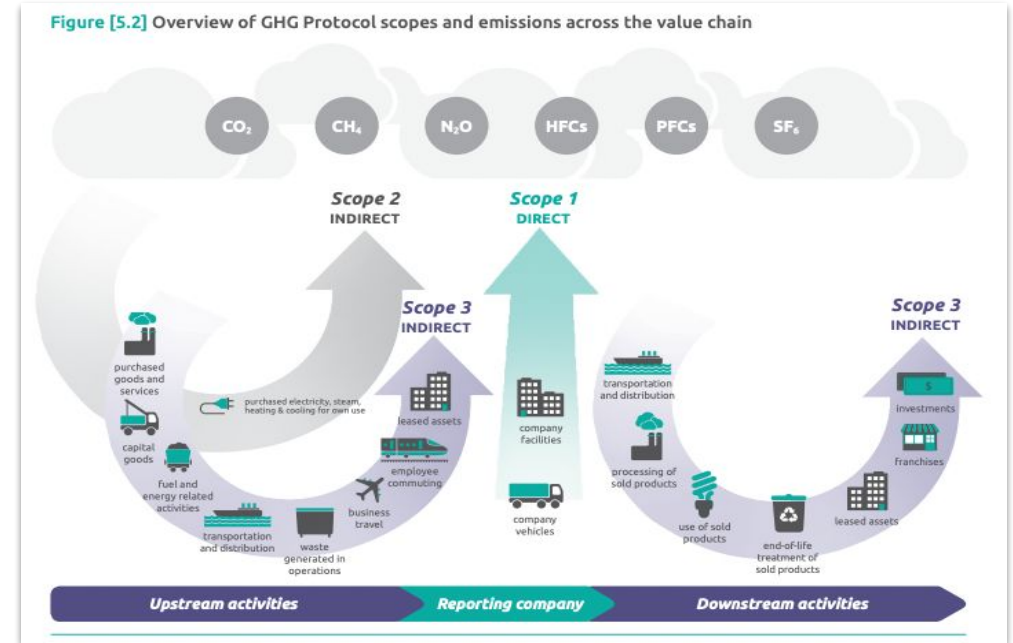 Figure [5.2] Overview of GHG Protocol scopes and emissions across the value chain
CO₂
CH₄
N₂O
HFCs
PFCs
SF₆
Scope 2
INDIRECT
Scope 1
DIRECT
Scope 3
INDIRECT
Scope 3
INDIRECT
purchased
goods and
services
capital
goods
fuel and
energy related
activities
transportation
and distribution
waste
generated in
operations
business
travel
employee
commuting
leased assets
purchased electricity, steam,
heating & cooling for own use
company
facilities
company
vehicles
transportation
and distribution
processing of
sold products
use of sold
products
end-of-life
treatment of
sold products
leased assets
franchises
$
investments
Upstream activities
Reporting company
Downstream activities